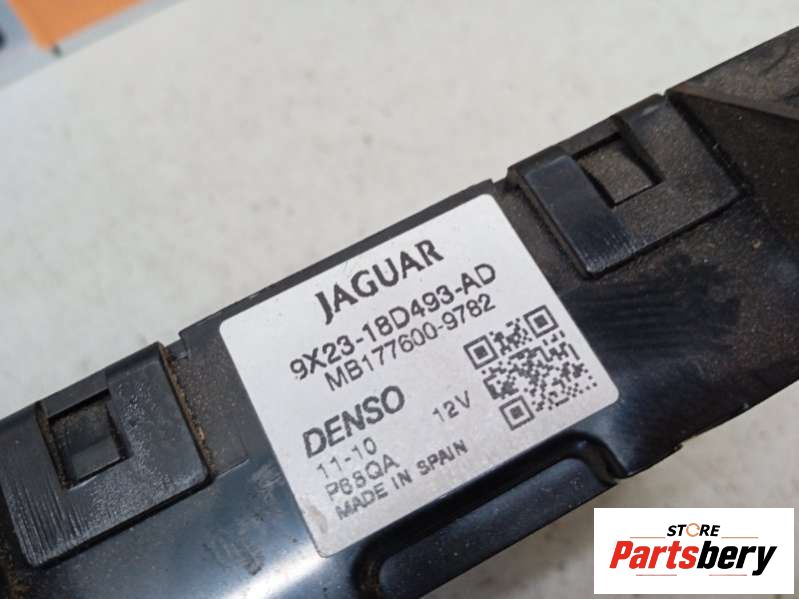 JAGUAR
9X23-18D493-AD
MB177600-9782
DENSO 12V
11-10
P68QA
MADE IN SPAIN
STORE
Partsbery